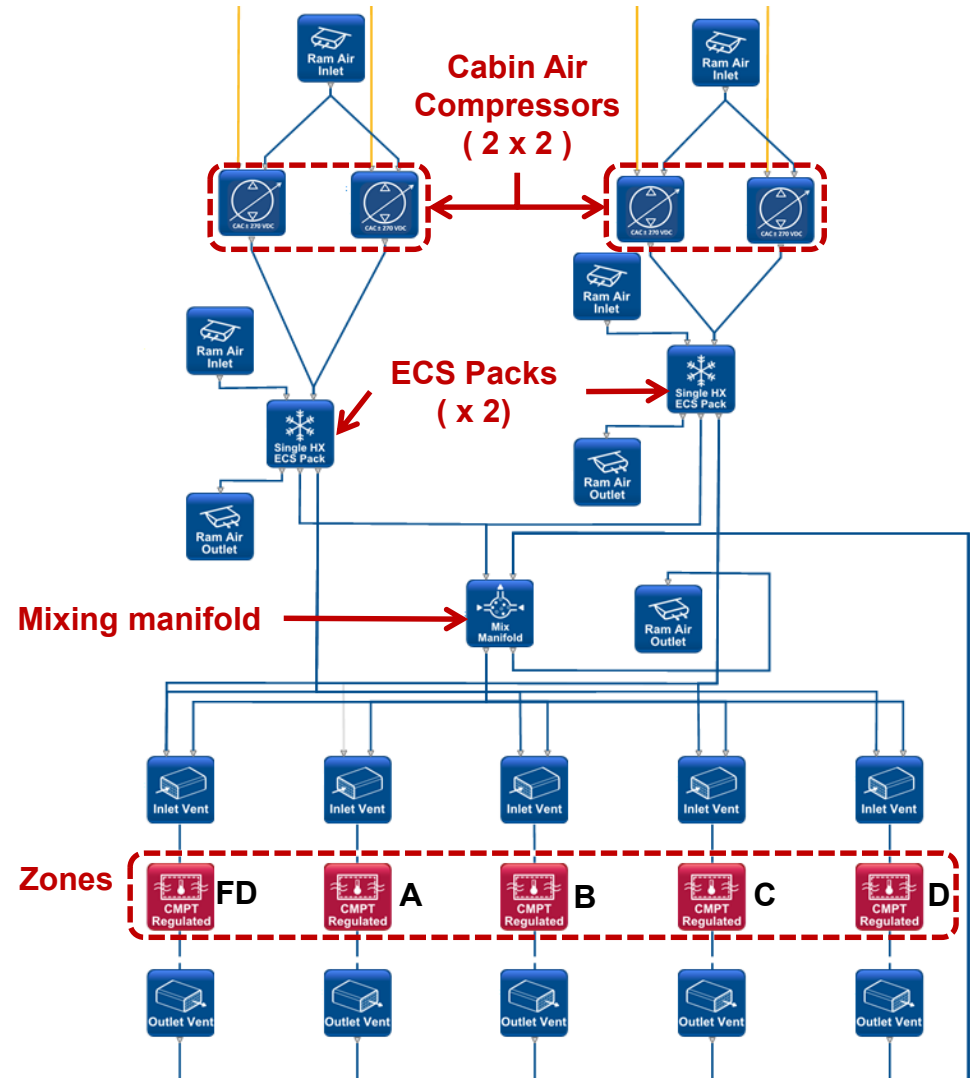 Ram Air
Inlet
Ram Air
Inlet
Cabin Air
Compressors
( 2 x 2 )
CAC ± 270 VDC
CAC ± 270 VDC
CAC ± 270 VDC
CAC ± 270 VDC
Ram Air
Inlet
Ram Air
Inlet
ECS Packs
( x 2)
Single HX
ECS Pack
Single HX
ECS Pack
Ram Air
Outlet
Ram Air
Outlet
Mixing manifold
Mix
Manifold
Ram Air
Outlet
Inlet Vent
Inlet Vent
Inlet Vent
Inlet Vent
Inlet Vent
Zones
FD
A
B
C
D
CMPT
Regulated
CMPT
Regulated
CMPT
Regulated
CMPT
Regulated
CMPT
Regulated
Outlet Vent
Outlet Vent
Outlet Vent
Outlet Vent
Outlet Vent